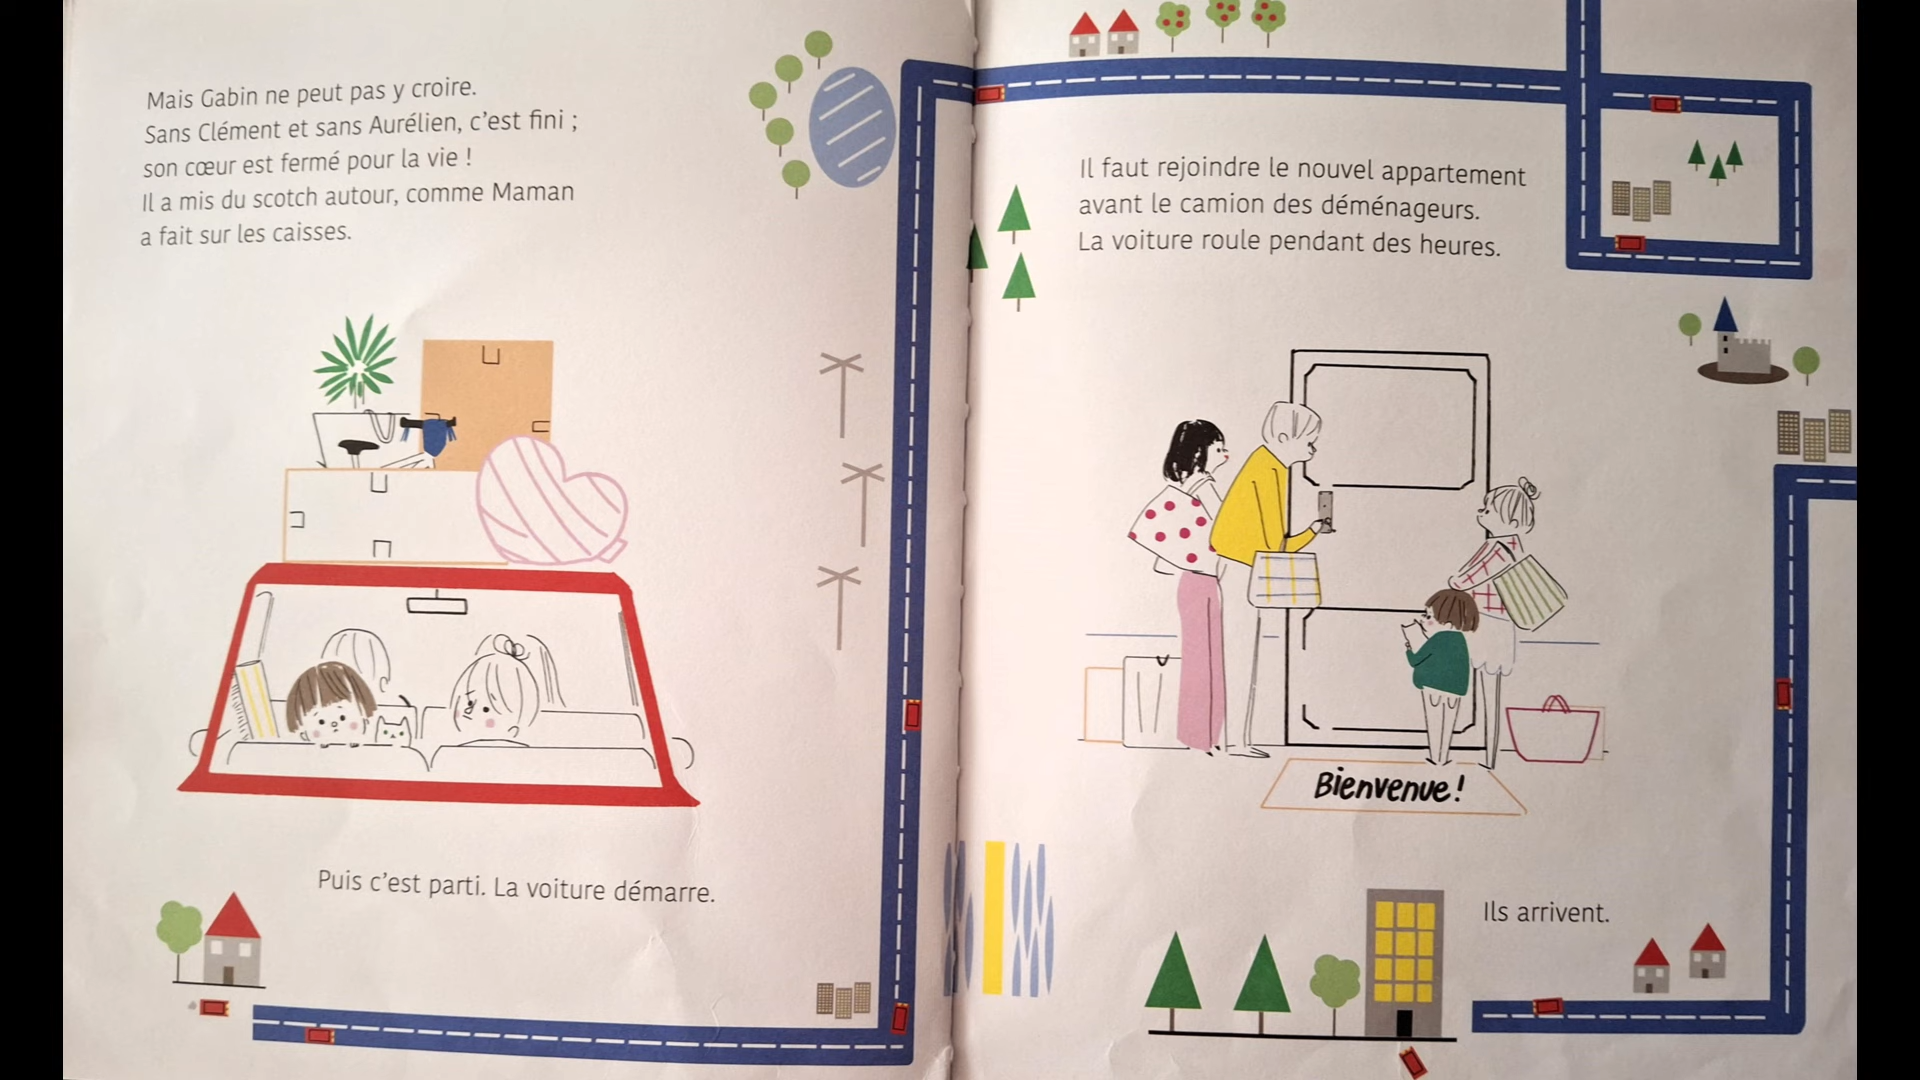 Mais Gabin ne peut pas y croire.
Sans Clément et sans Aurélien, c'est fini ;
son cœur est fermé pour la vie !
Il a mis du scotch autour, comme Maman
a fait sur les caisses.
Puis c'est parti. La voiture démarre.
Il faut rejoindre le nouvel appartement
avant le camion des déménageurs.
La voiture roule pendant des heures.
Bienvenue !
Ils arrivent.